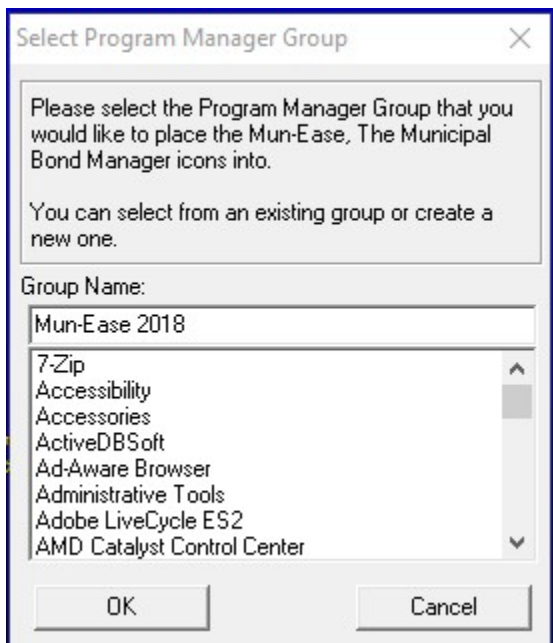 Select Program Manager Group
Please select the Program Manager Group that you
would like to place the Mun-Ease, The Municipal
Bond Manager icons into.
You can select from an existing group or create a
new one.
Group Name:
Mun-Ease 2018
7-Zip
Accessibility
Accessories
ActiveDBSoft
Ad-Aware Browser
Administrative Tools
Adobe LiveCycle ES2
AMD Catalyst Control Center
OK
Cancel